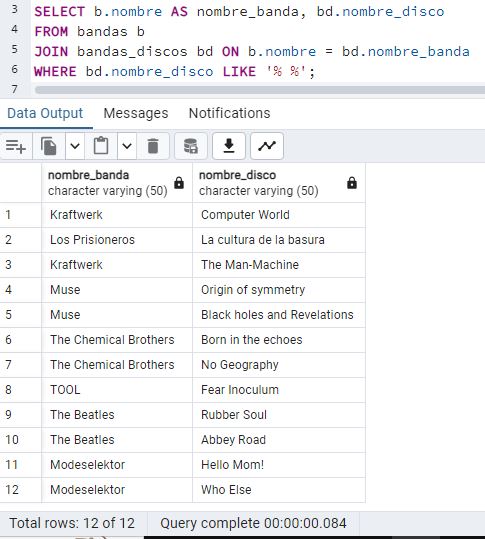 3 SELECT b.nombre AS nombre_banda, bd.nombre_disco
4 FROM bandas b
5 JOIN bandas_discos bd ON b.nombre = bd.nombre_banda
6 WHERE bd.nombre_disco LIKE '% %';
7
Data Output Messages Notifications
nombre_banda nombre_disco
character varying (50) character varying (50)
1 Kraftwerk Computer World
2 Los Prisioneros La cultura de la basura
3 Kraftwerk The Man-Machine
4 Muse Origin of symmetry
5 Muse Black holes and Revelations
6 The Chemical Brothers Born in the echoes
7 The Chemical Brothers No Geography
8 TOOL Fear Inoculum
9 The Beatles Rubber Soul
10 The Beatles Abbey Road
11 Modeselektor Hello Mom!
12 Modeselektor Who Else
Total rows: 12 of 12 Query complete 00:00:00.084